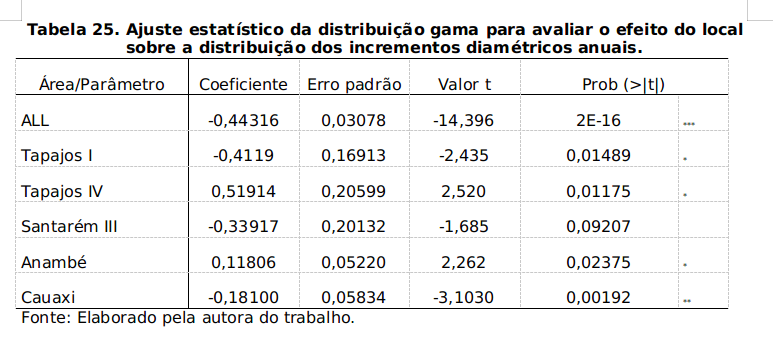 Tabela 25. Ajuste estatístico da distribuição gama para avaliar o efeito do local
sobre a distribuição dos incrementos diamétricos anuais.
Área/Parâmetro Coeficiente Erro padrão Valor t Prob (>|t|)
ALL -0,44316 0,03078 -14,396 2E-16 ***
Tapajos I -0,4119 0,16913 -2,435 0,01489 *
Tapajos IV 0,51914 0,20599 2,520 0,01175 *
Santarém III -0,33917 0,20132 -1,685 0,09207
Anambé 0,11806 0,05220 2,262 0,02375 *
Cauaxi -0,18100 0,05834 -3,1030 0,00192 **
Fonte: Elaborado pela autora do trabalho.